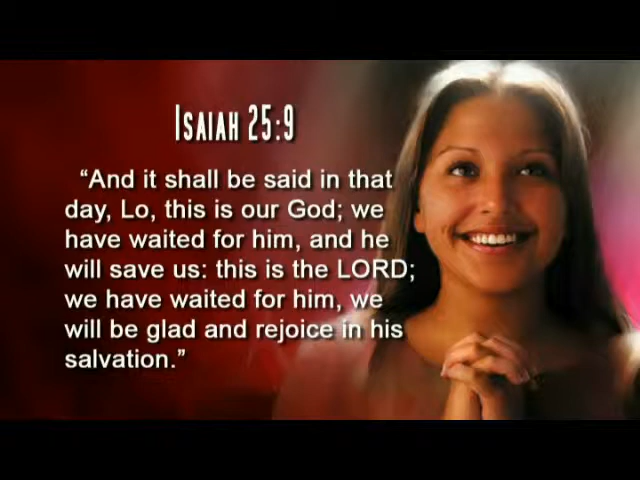 ISAIAH 25:9
“And it shall be said in that
day, Lo, this is our God; we
have waited for him, and he
will save us: this is the LORD;
we have waited for him, we
will be glad and rejoice in his
salvation.”